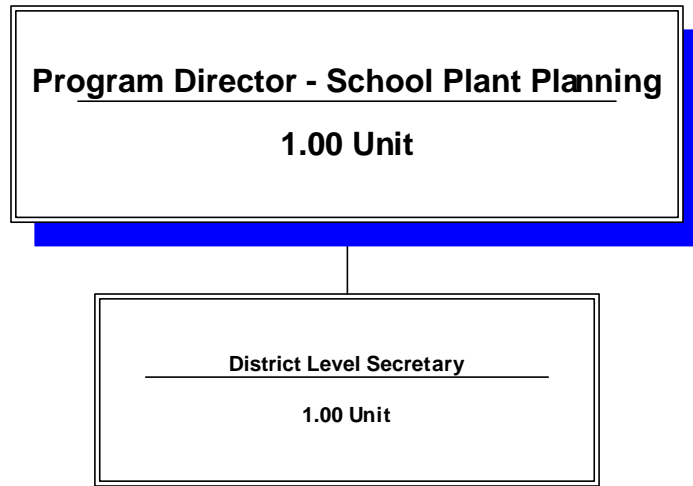 Program Director - School Plant Planning
1.00 Unit
District Level Secretary
1.00 Unit